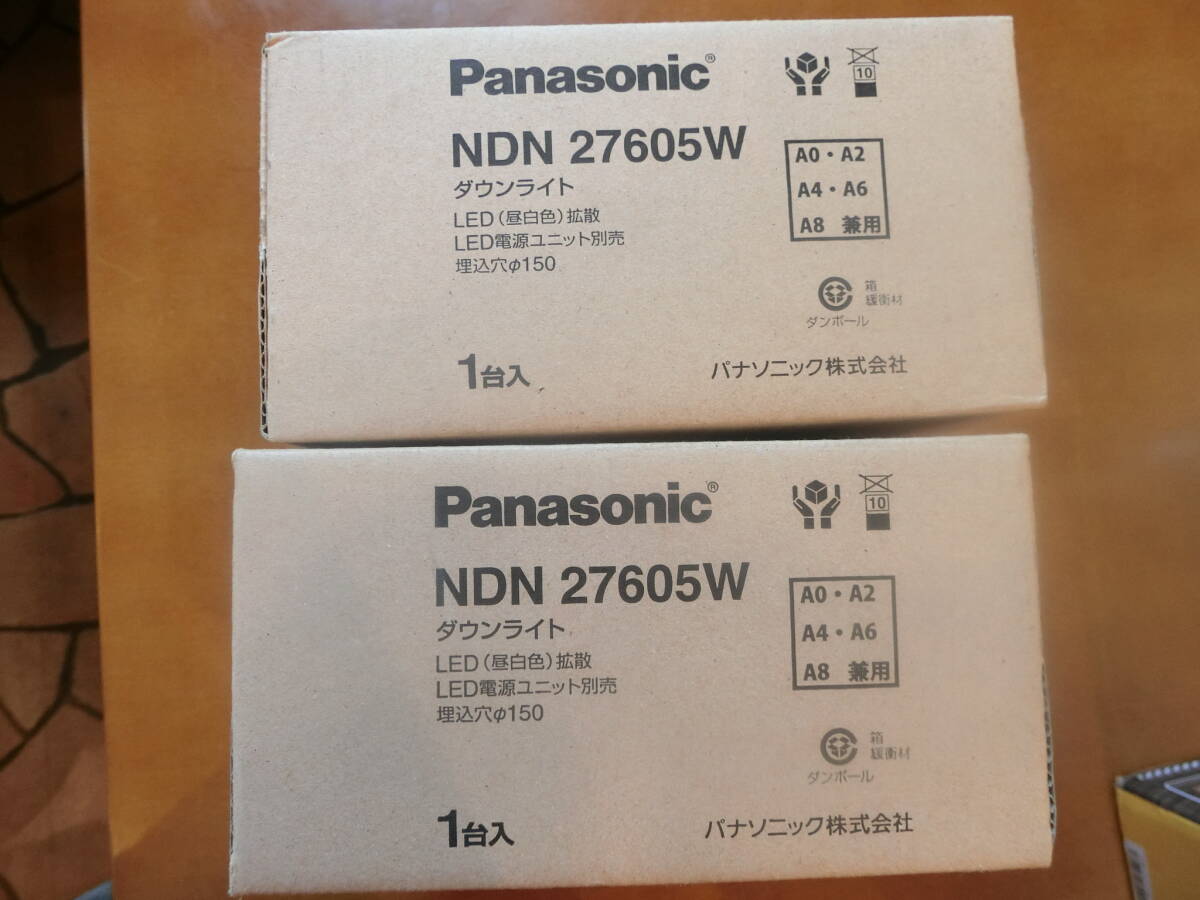 Panasonic®
10
NDN 27605W
ダウンライト
LED(昼白色)拡散
LED電源ユニット別売
埋込穴φ150
A0・A2
A4・A6
A8 兼用
箱
緩衝材
ダンボール
1台入
パナソニック株式会社
Panasonic®
10
NDN 27605W
ダウンライト
LED(昼白色)拡散
LED電源ユニット別売
埋込穴φ150
A0・A2
A4・A6
A8 兼用
箱
緩衝材
ダンボール
1台入
パナソニック株式会社